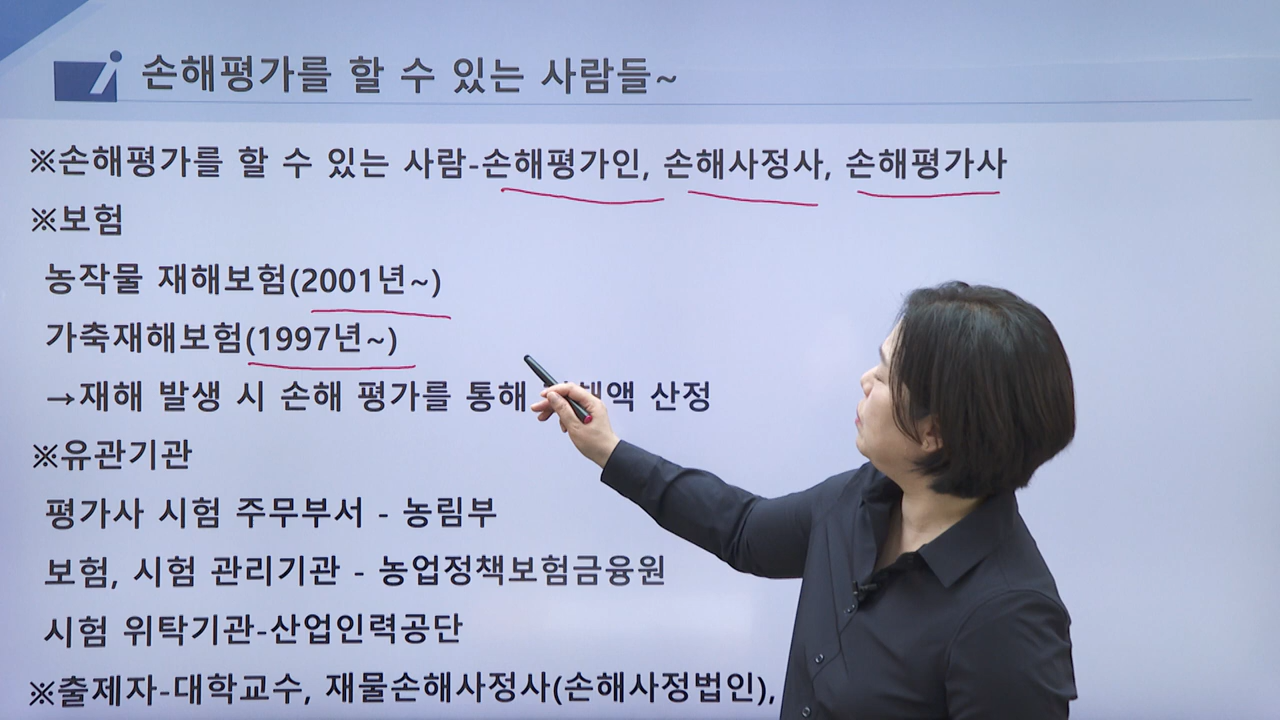 손해평가를 할 수 있는 사람들~
※손해평가를 할 수 있는 사람-손해평가인, 손해사정사, 손해평가사
※보험
농작물 재해보험(2001년~)
가축재해보험(1997년~)
→재해 발생 시 손해 평가를 통해 산정
※유관기관
평가사 시험 주무부서 - 농림부
보험, 시험 관리기관 - 농업정책보험금융원
시험 위탁기관-산업인력공단
※출제자-대학교수, 재물손해사정사(손해사정법인),